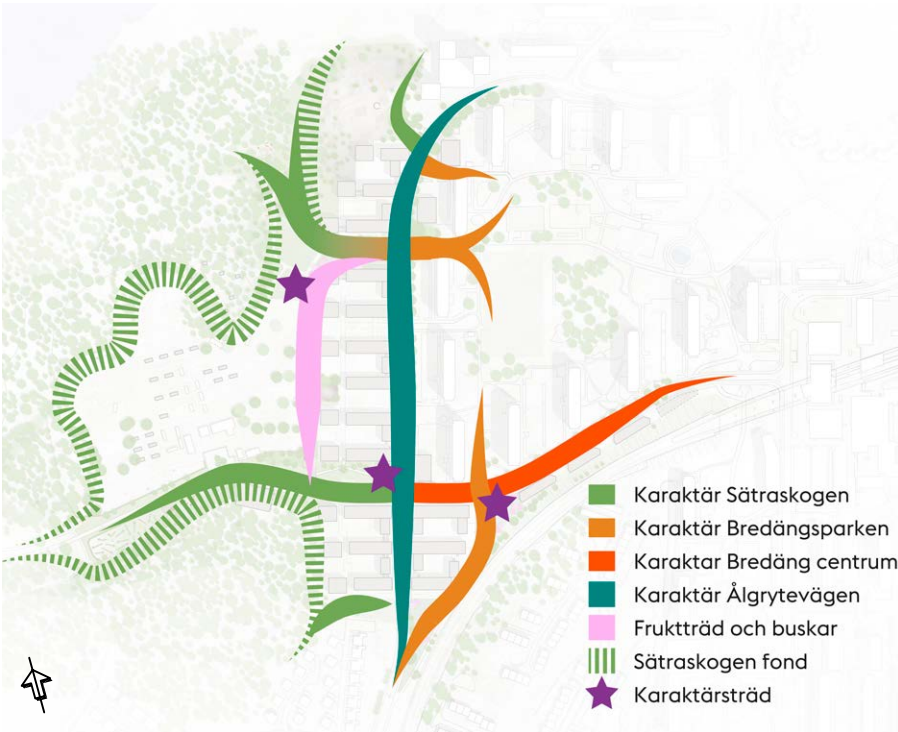 Karaktär Sätraskogen
Karaktär Bredängsparken
Karaktar Bredäng centrum
Karaktär Ålgrytevägen
Fruktträd och buskar
Sätraskogen fond
Karaktärsträd